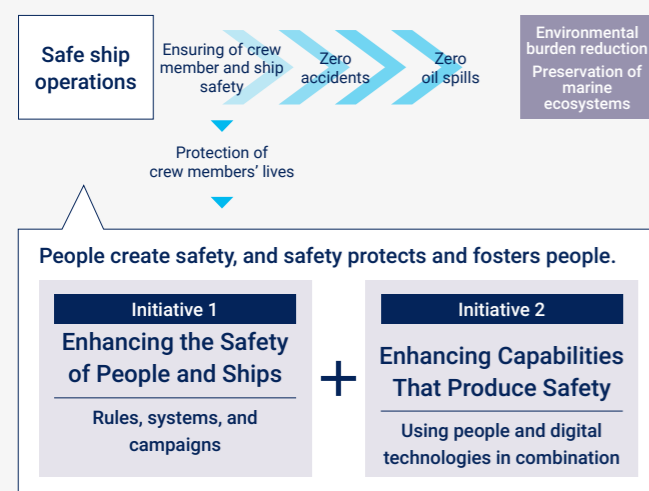 Safe ship
operations
Ensuring of crew
member and ship
safety
Zero
accidents
Zero
oil spills
Environmental
burden reduction
Preservation of
marine
ecosystems
Protection of
crew members’ lives
People create safety, and safety protects and fosters people.
Initiative 1
Enhancing the Safety
of People and Ships
Rules, systems, and
campaigns
+
Initiative 2
Enhancing Capabilities
That Produce Safety
Using people and digital
technologies in combination